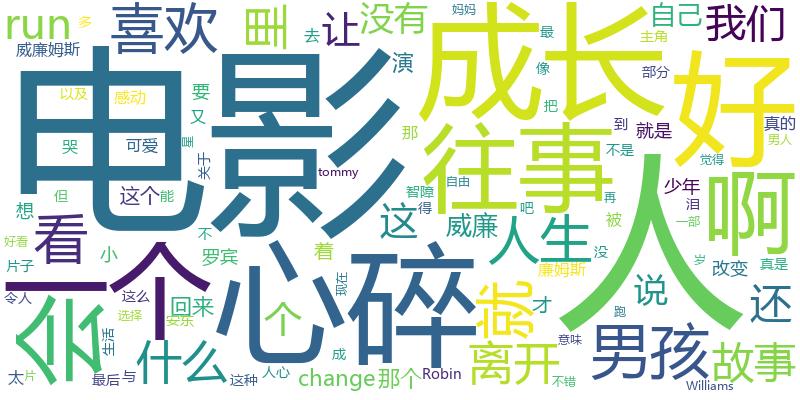 run
喜欢
里
让
没有
妈妈
去
最
自己
主角
我们
多
威廉姆斯
电影
演
像
成长
部分
好
以及
感动
要
又
那
把
到
就是
真的
男人
哭
可爱
星
关于
tommy
往事
不是
觉得
但
这个
能
智障
自由
得
人
少年
泪
啊
想
看
不
这
威廉
吧
再
被
一部
好看
小
罗宾
着
人生
没
岁
片子
一个
心碎
廉姆斯
改变
真是
令人
这么
回来
个
现在
就
才
说
还
会
选择
安东
生活
跑
什么
成
离开
意味
男孩
故事
太
片
最后
与
这种
人心
change
那个
Robin
不错
Williams